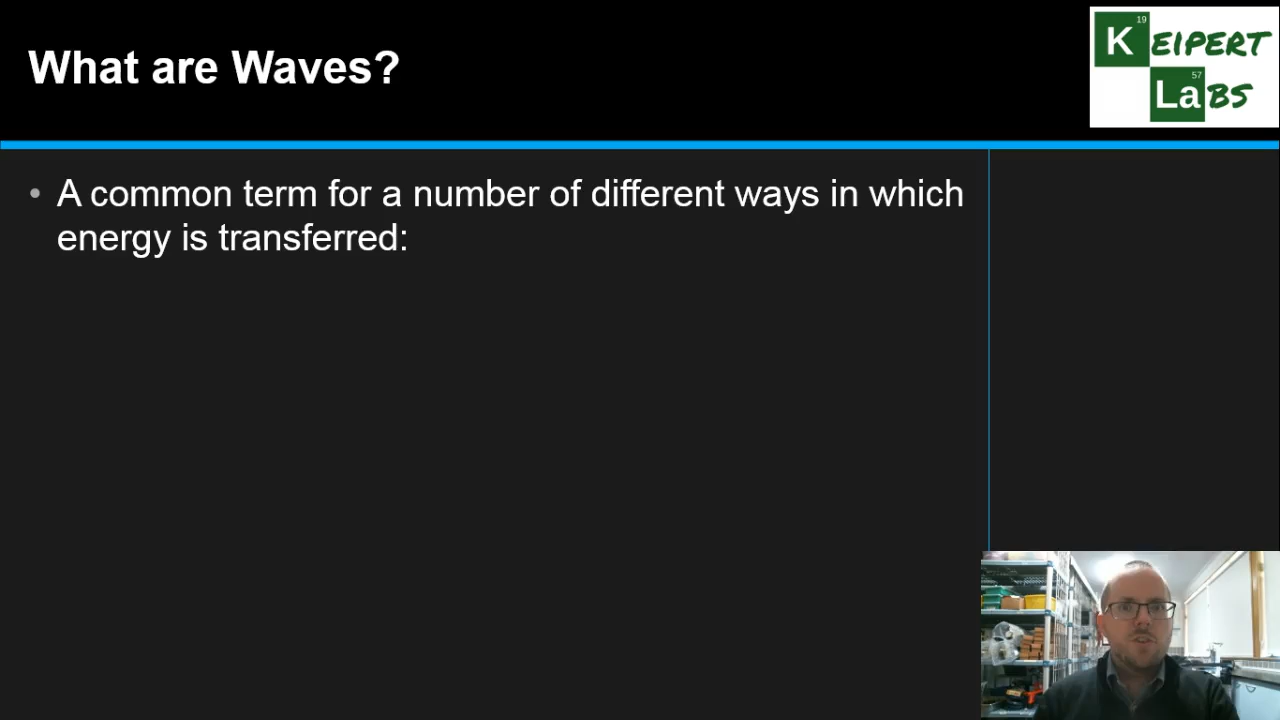 What are Waves?
19
K EIPERT
57
La BS
• A common term for a number of different ways in which
energy is transferred: